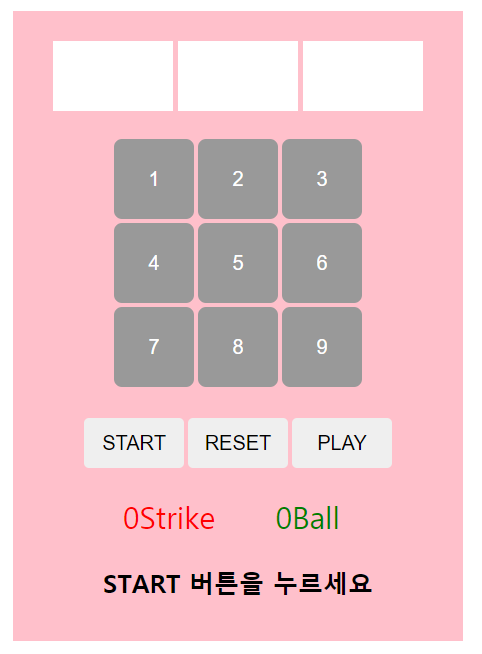 1 2 3
4 5 6
7 8 9
START RESET PLAY
0Strike 0Ball
START 버튼을 누르세요